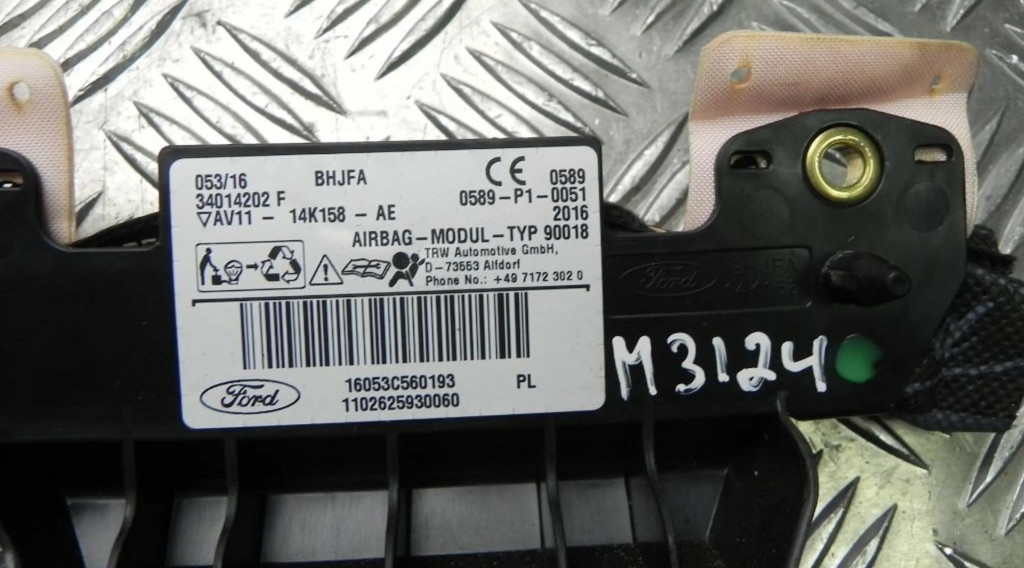 053/16 BHJFA
34014202 F
▽AV11 - 14K158 - AE
CE 0589
0589-P1-0051
2016
AIRBAG-MODUL-TYP 90018
TRW Automotive GmbH,
D-73553 Alfdorf
Phone No.: +49 7172 302 0
16053C560193 PL
1102625930060
Ford
Ford
M3124